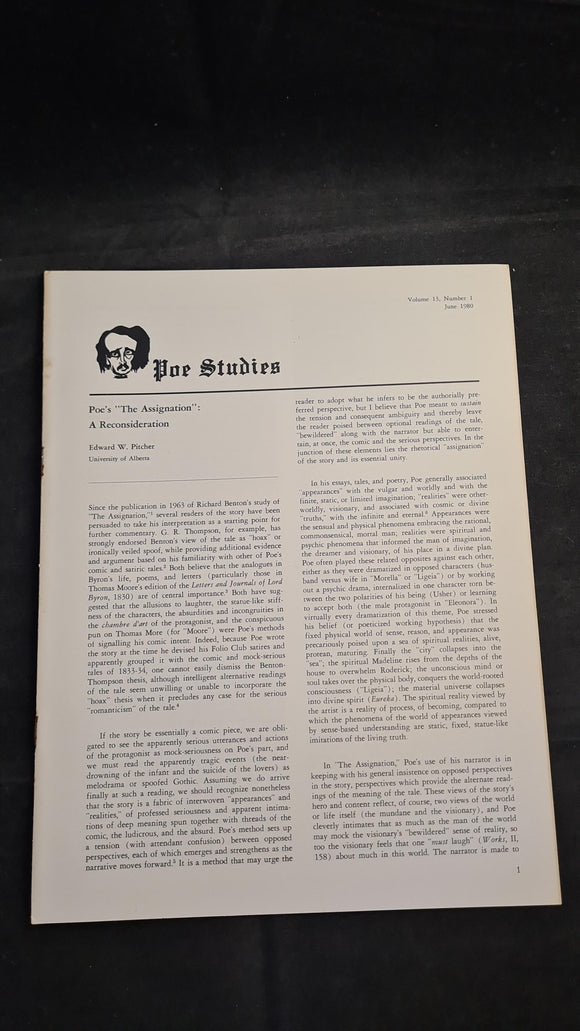 Volume 13, Number 1
June 1980
Poe Studies
Poe's "The Assignation":
A Reconsideration
Edward W. Pitcher
University of Alberta
Since the publication in 1963 of Richard Benton's study of
"The Assignation,"¹ several readers of the story have been
persuaded to take his interpretation as a starting point for
further commentary. G. R. Thompson, for example, has
strongly endorsed Benton's view of the tale as "hoax" or
ironically veiled spoof, while providing additional evidence
and argument based on his familiarity with other of Poe's
comic and satiric tales.² Both believe that the analogues in
Byron's life, poems, and letters (particularly those in
Thomas Moore's edition of the Letters and Journals of Lord
Byron, 1830) are of central importance.³ Both have sug-
gested that the allusions to laughter, the statue-like stiff-
ness of the characters, the absurdities and incongruities in
the chambre d'art of the protagonist, and the conspicuous
pun on Thomas More (for "Moore") were Poe's methods
of signalling his comic intent. Indeed, because Poe wrote
the story at the time he devised his Folio Club satires and
apparently grouped it with the comic and mock-serious
tales of 1833-34, one cannot easily dismiss the Benton-
Thompson thesis, although intelligent alternative readings
of the tale seem unwilling or unable to incorporate the
"hoax" thesis when it precludes any case for the serious
"romanticism" of the tale.⁴
If the story be essentially a comic piece, we are obli-
gated to see the apparently serious utterances and actions
of the protagonist as mock-seriousness on Poe's part, and
we must read the apparently tragic events (the near-
drowning of the infant and the suicide of the lovers) as
melodrama or spoofed Gothic. Assuming we do arrive
finally at such a reading, we should recognize nonetheless
that the story is a fabric of interwoven "appearances" and
"realities," of professed seriousness and apparent intima-
tions of deep meaning spun together with threads of the
comic, the ludicrous, and the absurd. Poe's method sets up
a tension (with attendant confusion) between opposed
perspectives, each of which emerges and strengthens as the
narrative moves forward.⁵ It is a method that may urge the
reader to adopt what he infers to be the authorially pre-
ferred perspective, but I believe that Poe meant to sustain
the tension and consequent ambiguity and thereby leave
the reader poised between optional readings of the tale,
"bewildered" along with the narrator but able to enter-
tain, at once, the comic and the serious perspectives. In the
junction of these elements lies the rhetorical "assignation"
of the story and its essential unity.
In his essays, tales, and poetry, Poe generally associated
"appearances" with the vulgar and worldly and with the
finite, static, or limited imagination; "realities" were other-
worldly, visionary, and associated with cosmic or divine
"truths," with the infinite and eternal.⁶ Appearances were
the sensual and physical phenomena embracing the rational,
commonsensical, mortal man; realities were spiritual and
psychic phenomena that informed the man of imagination,
the dreamer and visionary, of his place in a divine plan.
Poe often played these related opposites against each other,
either as they were dramatized in opposed characters (hus-
band versus wife in "Morella" or "Ligeia") or by working
out a psychic drama, internalized in one character torn be-
tween the two polarities of his being (Usher) or learning
to accept both (the male protagonist in "Eleonora"). In
virtually every dramatization of this theme, Poe stressed
his belief (or poeticized working hypothesis) that the
fixed physical world of sense, reason, and appearance was
precariously poised upon a sea of spiritual realities, alive,
protean, maturing. Finally the "city" collapses into the
"sea"; the spiritual Madeline rises from the depths of the
house to overwhelm Roderick; the unconscious mind or
soul takes over the physical body, conquers the world-rooted
consciousness ("Ligeia"); the material universe collapses
into divine spirit (Eureka). The spiritual reality viewed by
the artist is a reality of process, of becoming, compared to
which the phenomena of the world of appearances viewed
by sense-based understanding are static, fixed, statue-like
imitations of the living truth.
In "The Assignation," Poe's use of his narrator is in
keeping with his general insistence on opposed perspectives
in the story, perspectives which provide the alternate read-
ings of the meaning of the tale. These views of the story's
hero and content reflect, of course, two views of the world
or life itself (the mundane and the visionary), and Poe
cleverly intimates that as much as the man of the world
may mock the visionary's "bewildered" sense of reality, so
too the visionary feels that one "must laugh" (Works, II,
158) about much in this world. The narrator is made to
1